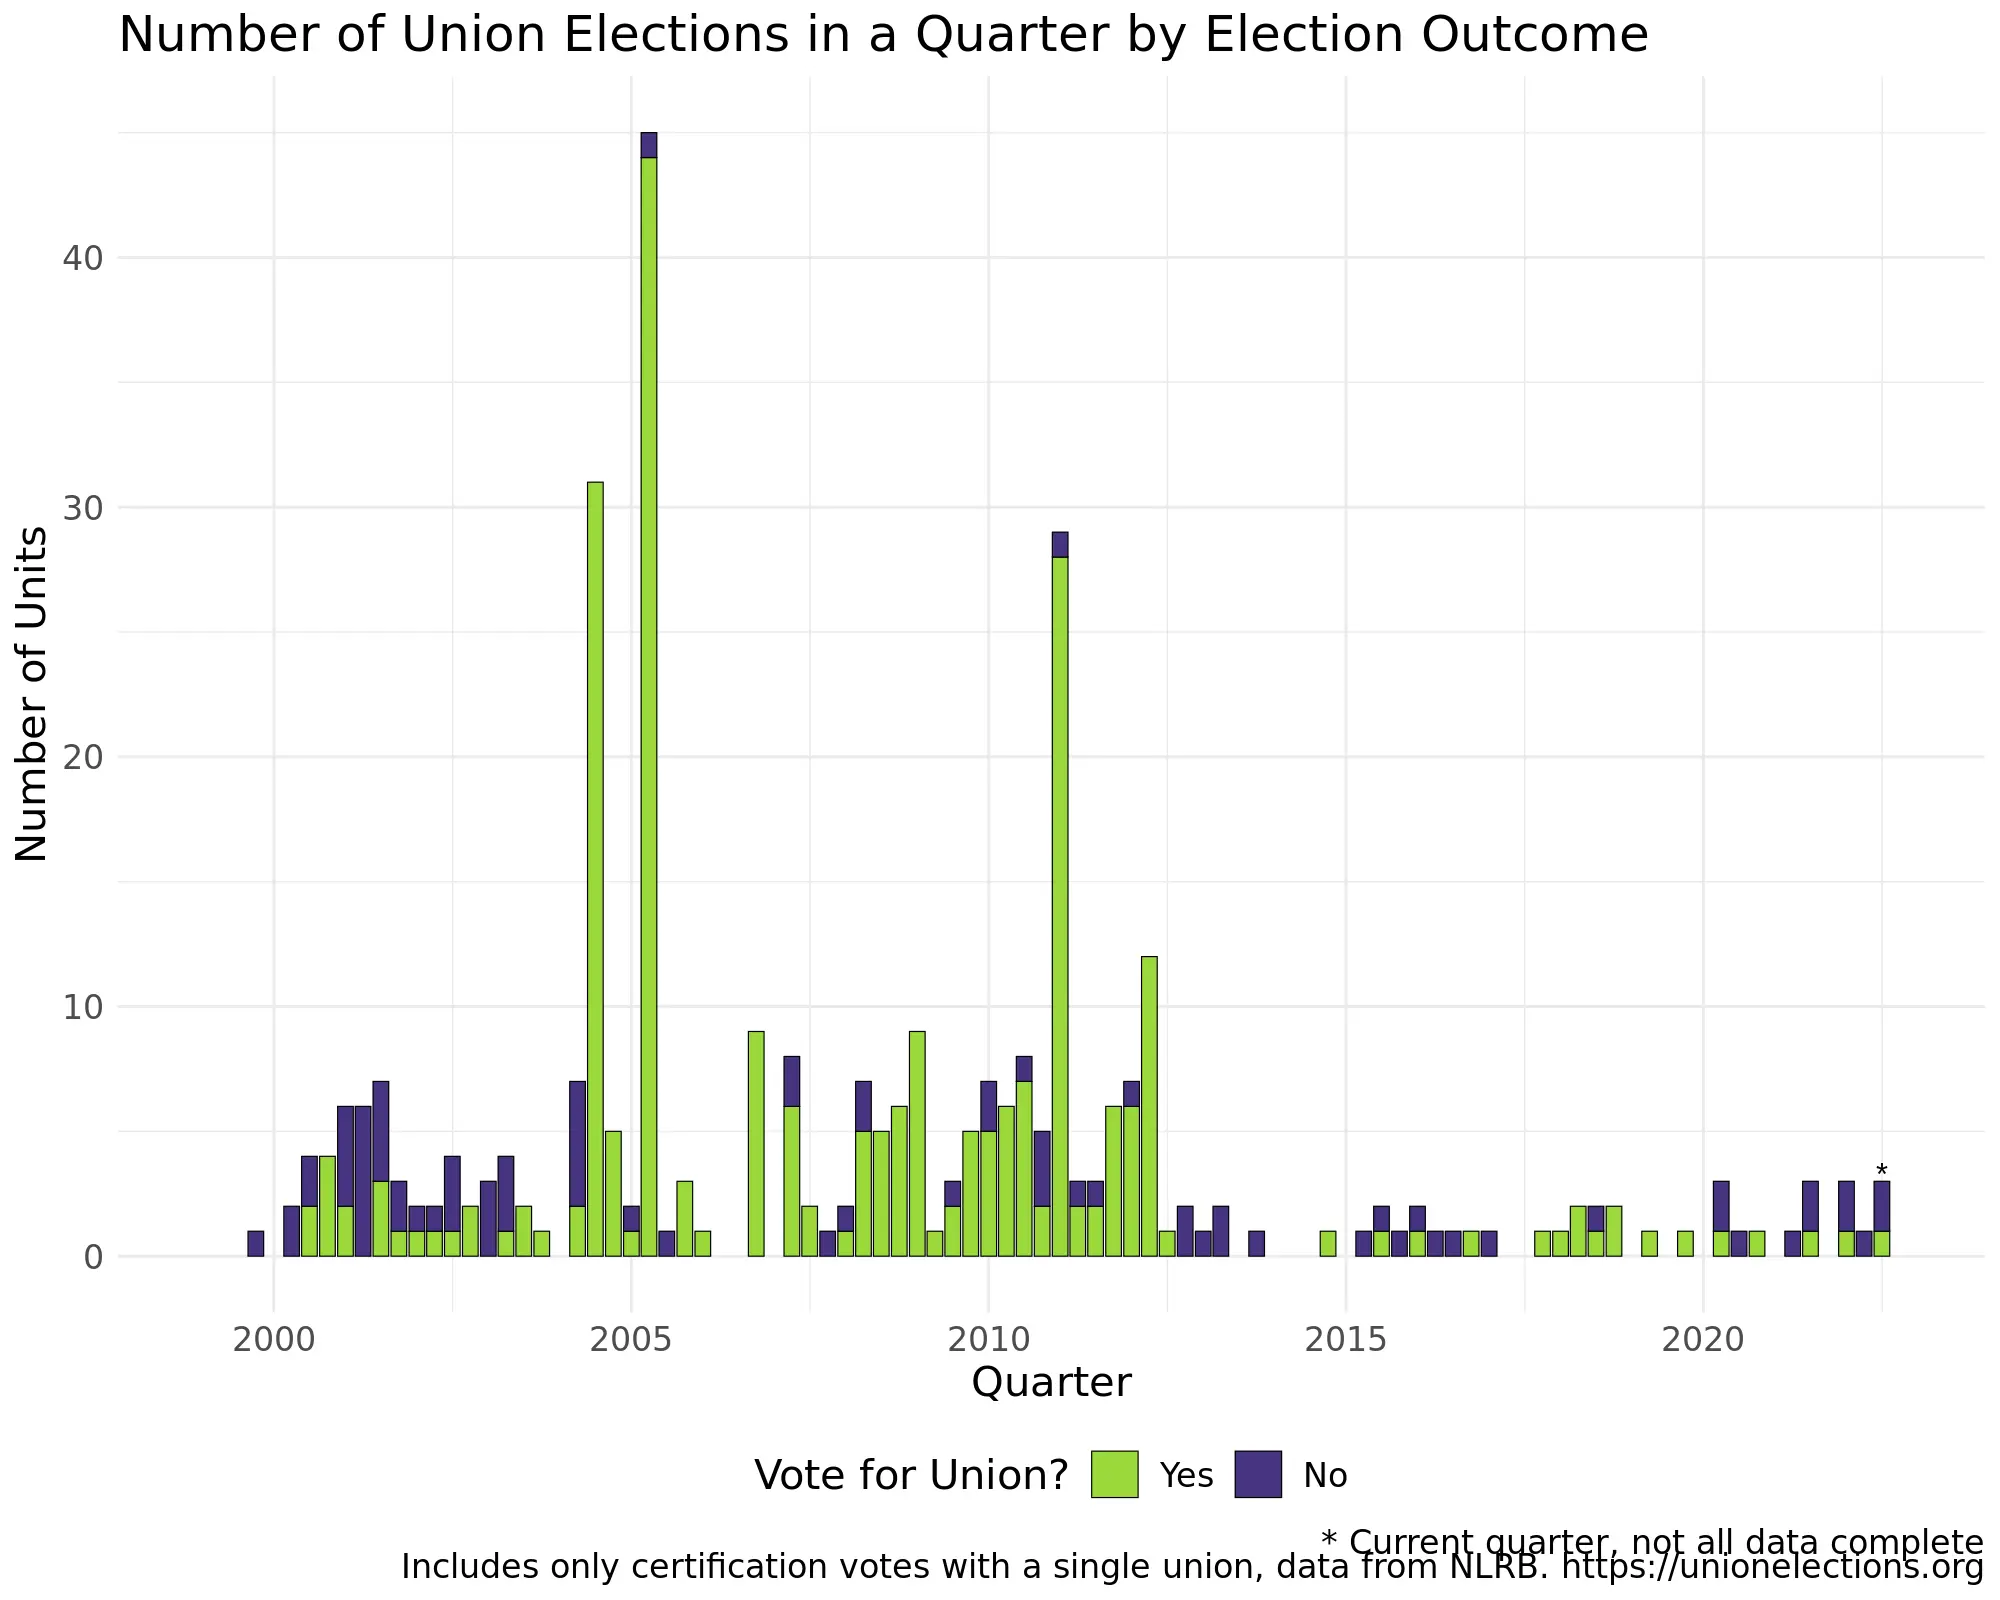 Number of Union Elections in a Quarter by Election Outcome
Number of Units
40
30
20
10
0
*
2000 2005 2010 2015 2020
Quarter
Vote for Union? Yes No
* Current quarter, not all data complete
Includes only certification votes with a single union, data from NLRB. https://unionelections.org